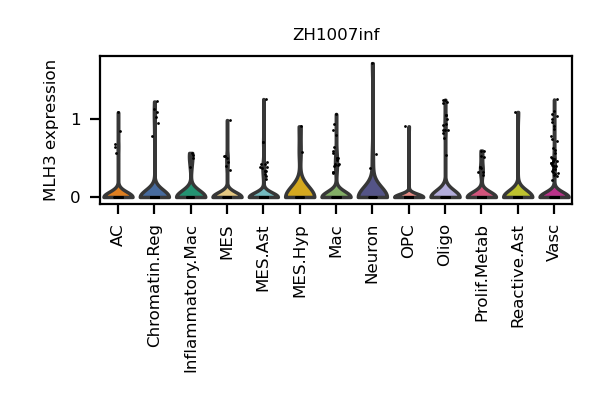 ZH1007inf
MLH3 expression
1
0
AC
Chromatin.Reg
Inflammatory.Mac
MES
MES.Ast
MES.Hyp
Mac
Neuron
OPC
Oligo
Prolif.Metab
Reactive.Ast
Vasc